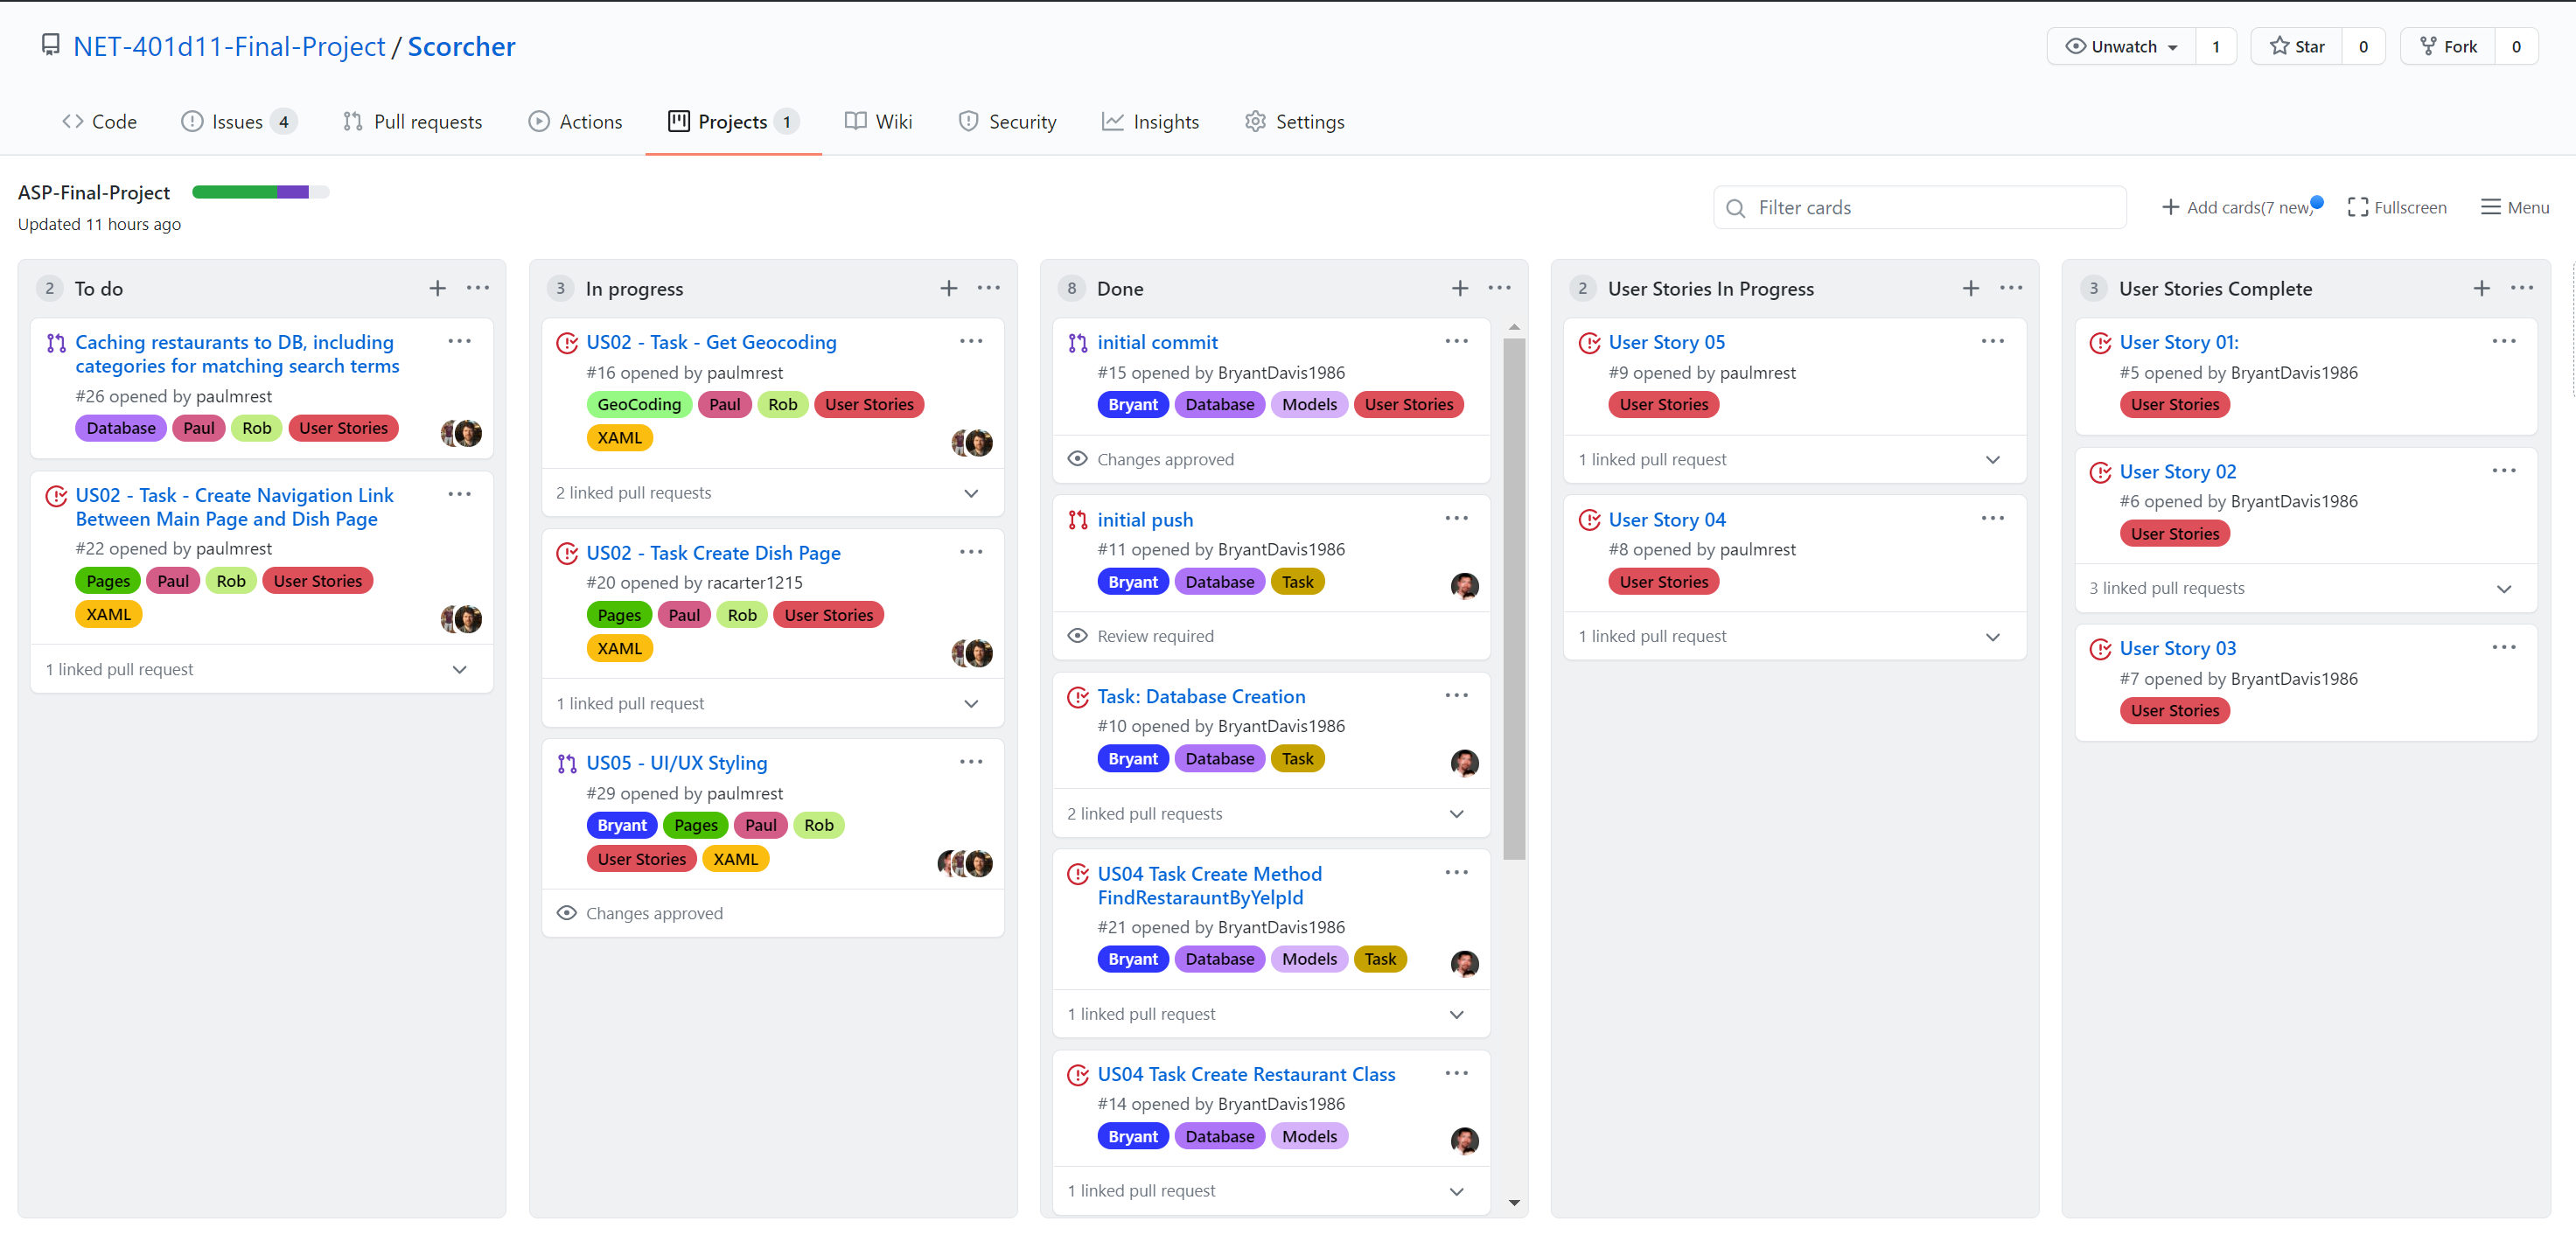 NET-401d11-Final-Project / Scorcher
Unwatch 1 Star 0 Fork 0
Code Issues 4 Pull requests Actions Projects 1 Wiki Security Insights Settings
ASP-Final-Project
Updated 11 hours ago
Filter cards
Add cards(7 new) Fullscreen Menu
2 To do
Caching restaurants to DB, including
categories for matching search terms
#26 opened by paulmrest
Database Paul Rob User Stories
US02 - Task - Create Navigation Link
Between Main Page and Dish Page
#22 opened by paulmrest
Pages Paul Rob User Stories
XAML
1 linked pull request
3 In progress
US02 - Task - Get Geocoding
#16 opened by paulmrest
GeoCoding Paul Rob User Stories
XAML
2 linked pull requests
US02 - Task Create Dish Page
#20 opened by racarter1215
Pages Paul Rob User Stories
XAML
1 linked pull request
US05 - UI/UX Styling
#29 opened by paulmrest
Bryant Pages Paul Rob
User Stories XAML
Changes approved
8 Done
initial commit
#15 opened by BryantDavis1986
Bryant Database Models User Stories
Changes approved
initial push
#11 opened by BryantDavis1986
Bryant Database Task
Review required
Task: Database Creation
#10 opened by BryantDavis1986
Bryant Database Task
2 linked pull requests
US04 Task Create Method
FindRestarauntByYelpId
#21 opened by BryantDavis1986
Bryant Database Models Task
1 linked pull request
US04 Task Create Restaurant Class
#14 opened by BryantDavis1986
Bryant Database Models
1 linked pull request
2 User Stories In Progress
User Story 05
#9 opened by paulmrest
User Stories
1 linked pull request
User Story 04
#8 opened by paulmrest
User Stories
1 linked pull request
3 User Stories Complete
User Story 01:
#5 opened by BryantDavis1986
User Stories
User Story 02
#6 opened by BryantDavis1986
User Stories
3 linked pull requests
User Story 03
#7 opened by BryantDavis1986
User Stories